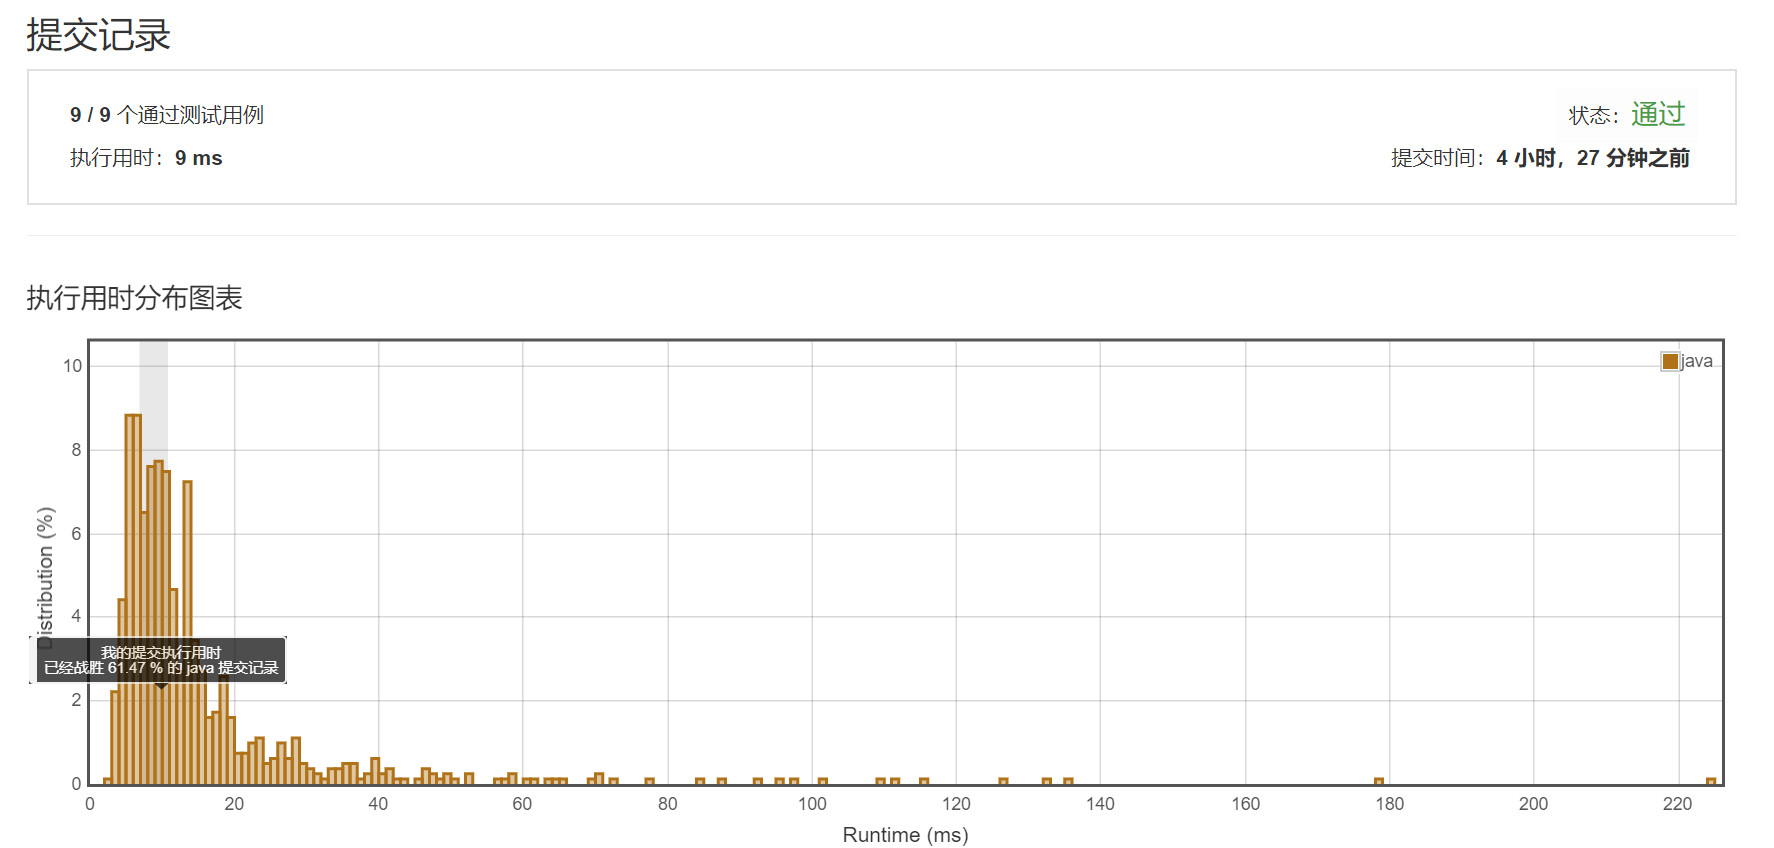 提交记录
9 / 9 个通过测试用例
状态：通过
执行用时：9 ms
提交时间：4 小时，27 分钟之前
执行用时分布图表
java
10
8
6
4
2
0
Distribution (%)
我的提交执行用时
已经战胜 61.47 % 的 java 提交记录
0 20 40 60 80 100 120 140 160 180 200 220
Runtime (ms)